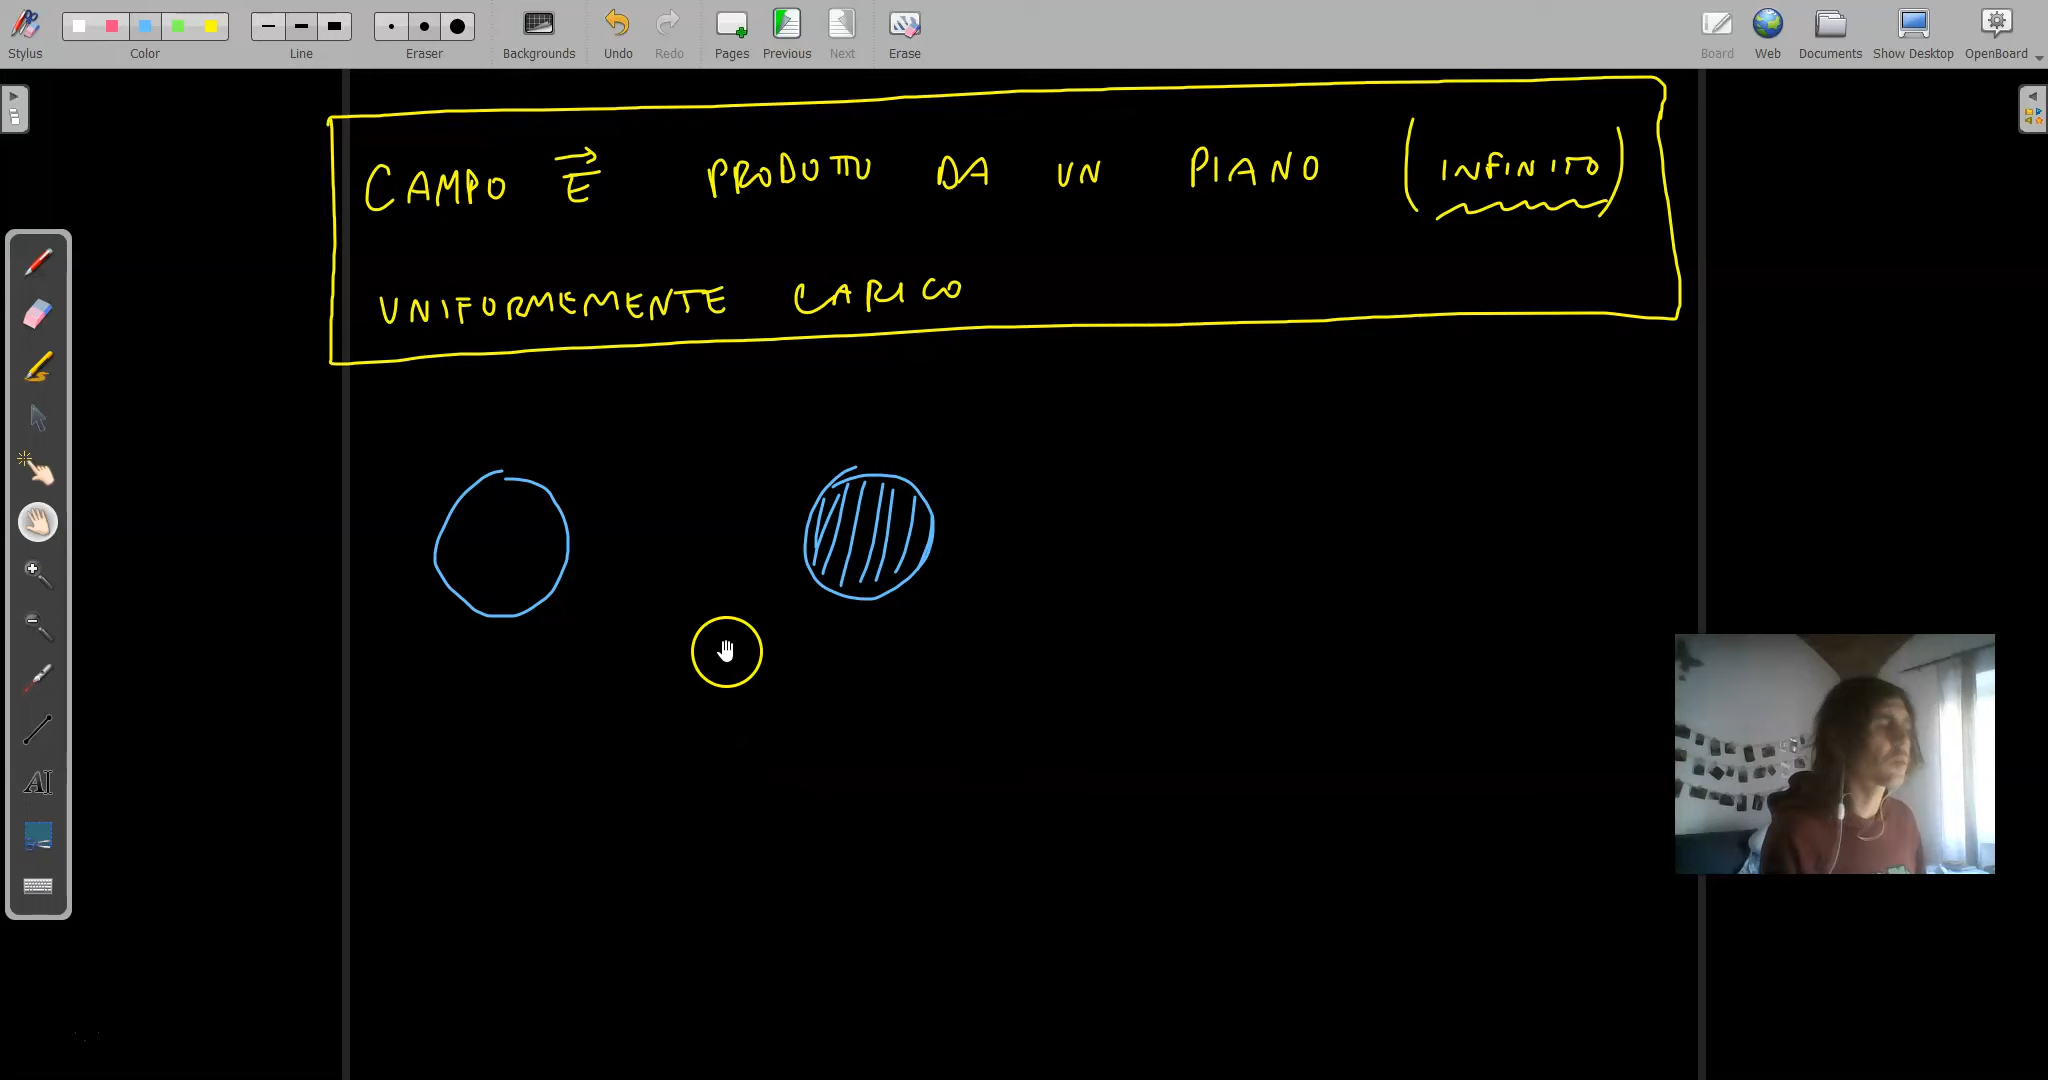 Stylus Color Line Eraser Backgrounds Undo Redo Pages Previous Next Erase Board Web Documents Show Desktop OpenBoard
CAMPO E PRODOTTO DA UN PIANO (INFINITO)
UNIFORMEMENTE CARICO
AI